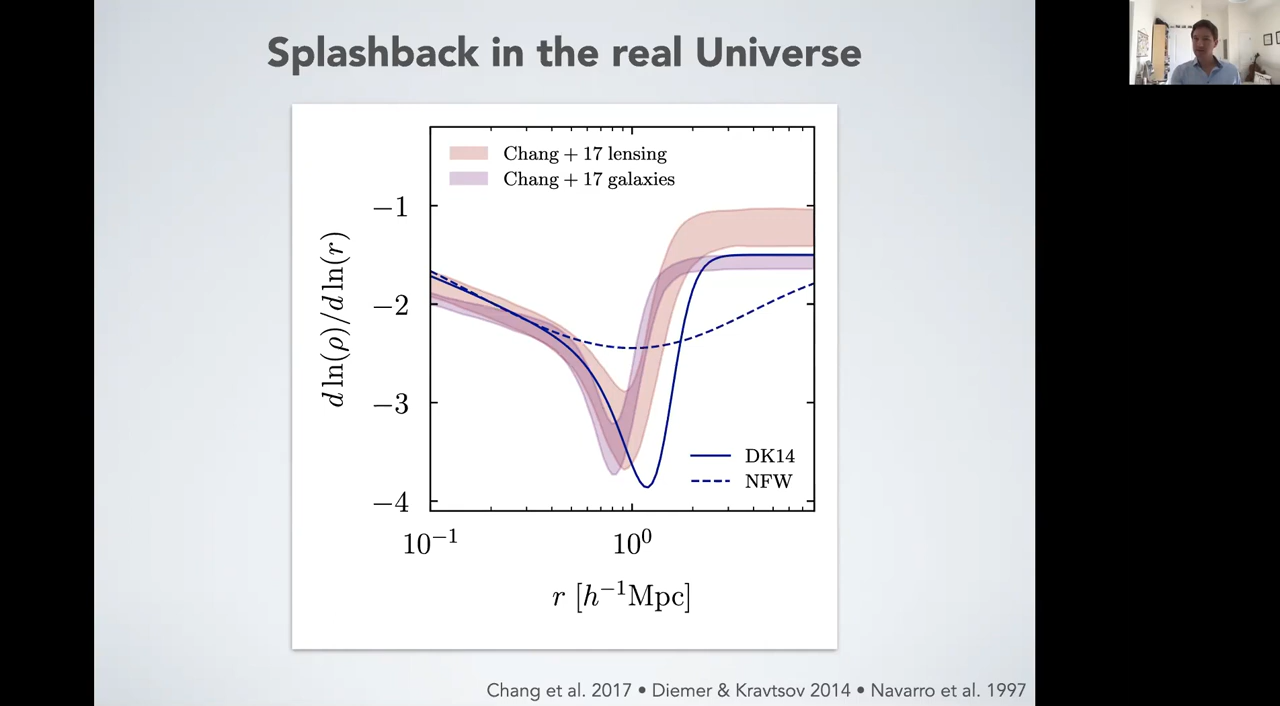 Splashback in the real Universe
Chang + 17 lensing
Chang + 17 galaxies
−1
−2
−3
−4
d ln(ρ)/d ln(r)
DK14
NFW
10⁻¹
10⁰
r [h⁻¹Mpc]
Chang et al. 2017 • Diemer & Kravtsov 2014 • Navarro et al. 1997